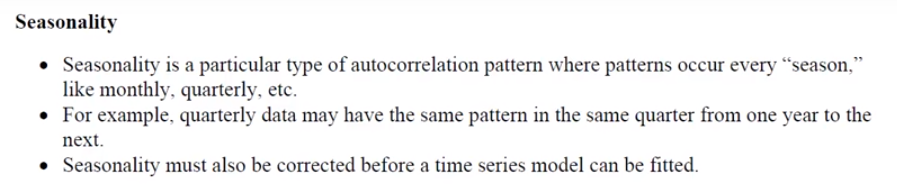 Seasonality
• Seasonality is a particular type of autocorrelation pattern where patterns occur every “season,”
like monthly, quarterly, etc.
• For example, quarterly data may have the same pattern in the same quarter from one year to the
next.
• Seasonality must also be corrected before a time series model can be fitted.